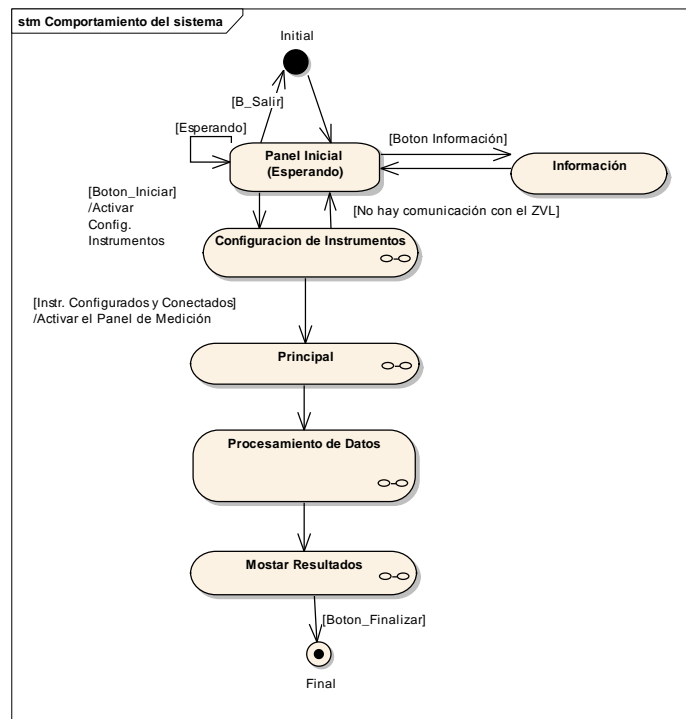 stm Comportamiento del sistema
Initial
[B_Salir]
[Esperando]
Panel Inicial
(Esperando)
[Boton Información]
Información
[Boton_Iniciar]
/Activar
Config.
Instrumentos
[No hay comunicación con el ZVL]
Configuracion de Instrumentos
[Instr. Configurados y Conectados]
/Activar el Panel de Medición
Principal
Procesamiento de Datos
Mostar Resultados
[Boton_Finalizar]
Final